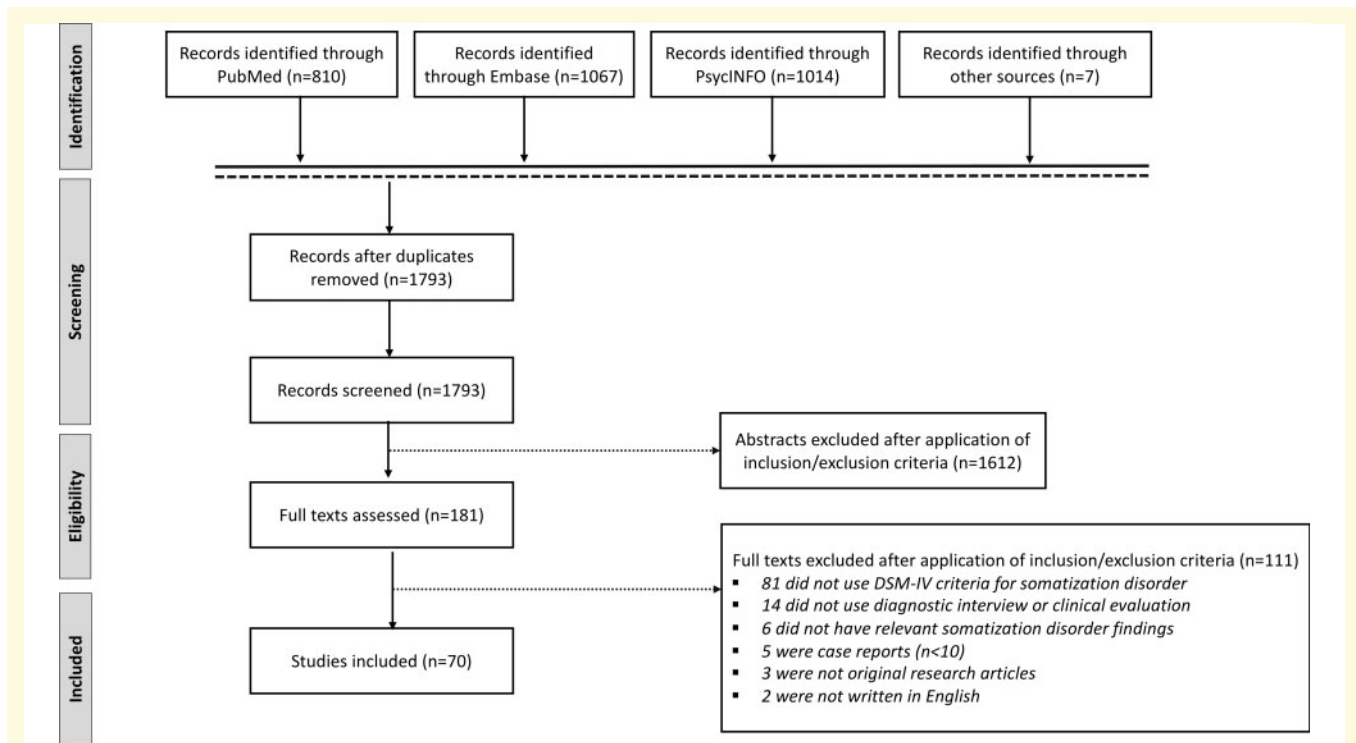 Identification
Records identified through
PubMed (n=810)
Records identified
through Embase (n=1067)
Records identified through
PsycINFO (n=1014)
Records identified through
other sources (n=7)
Screening
Records after duplicates
removed (n=1793)
Records screened (n=1793)
Abstracts excluded after application of
inclusion/exclusion criteria (n=1612)
Eligibility
Full texts assessed (n=181)
Full texts excluded after application of inclusion/exclusion criteria (n=111)
▪ 81 did not use DSM-IV criteria for somatization disorder
▪ 14 did not use diagnostic interview or clinical evaluation
▪ 6 did not have relevant somatization disorder findings
▪ 5 were case reports (n<10)
▪ 3 were not original research articles
▪ 2 were not written in English
Included
Studies included (n=70)